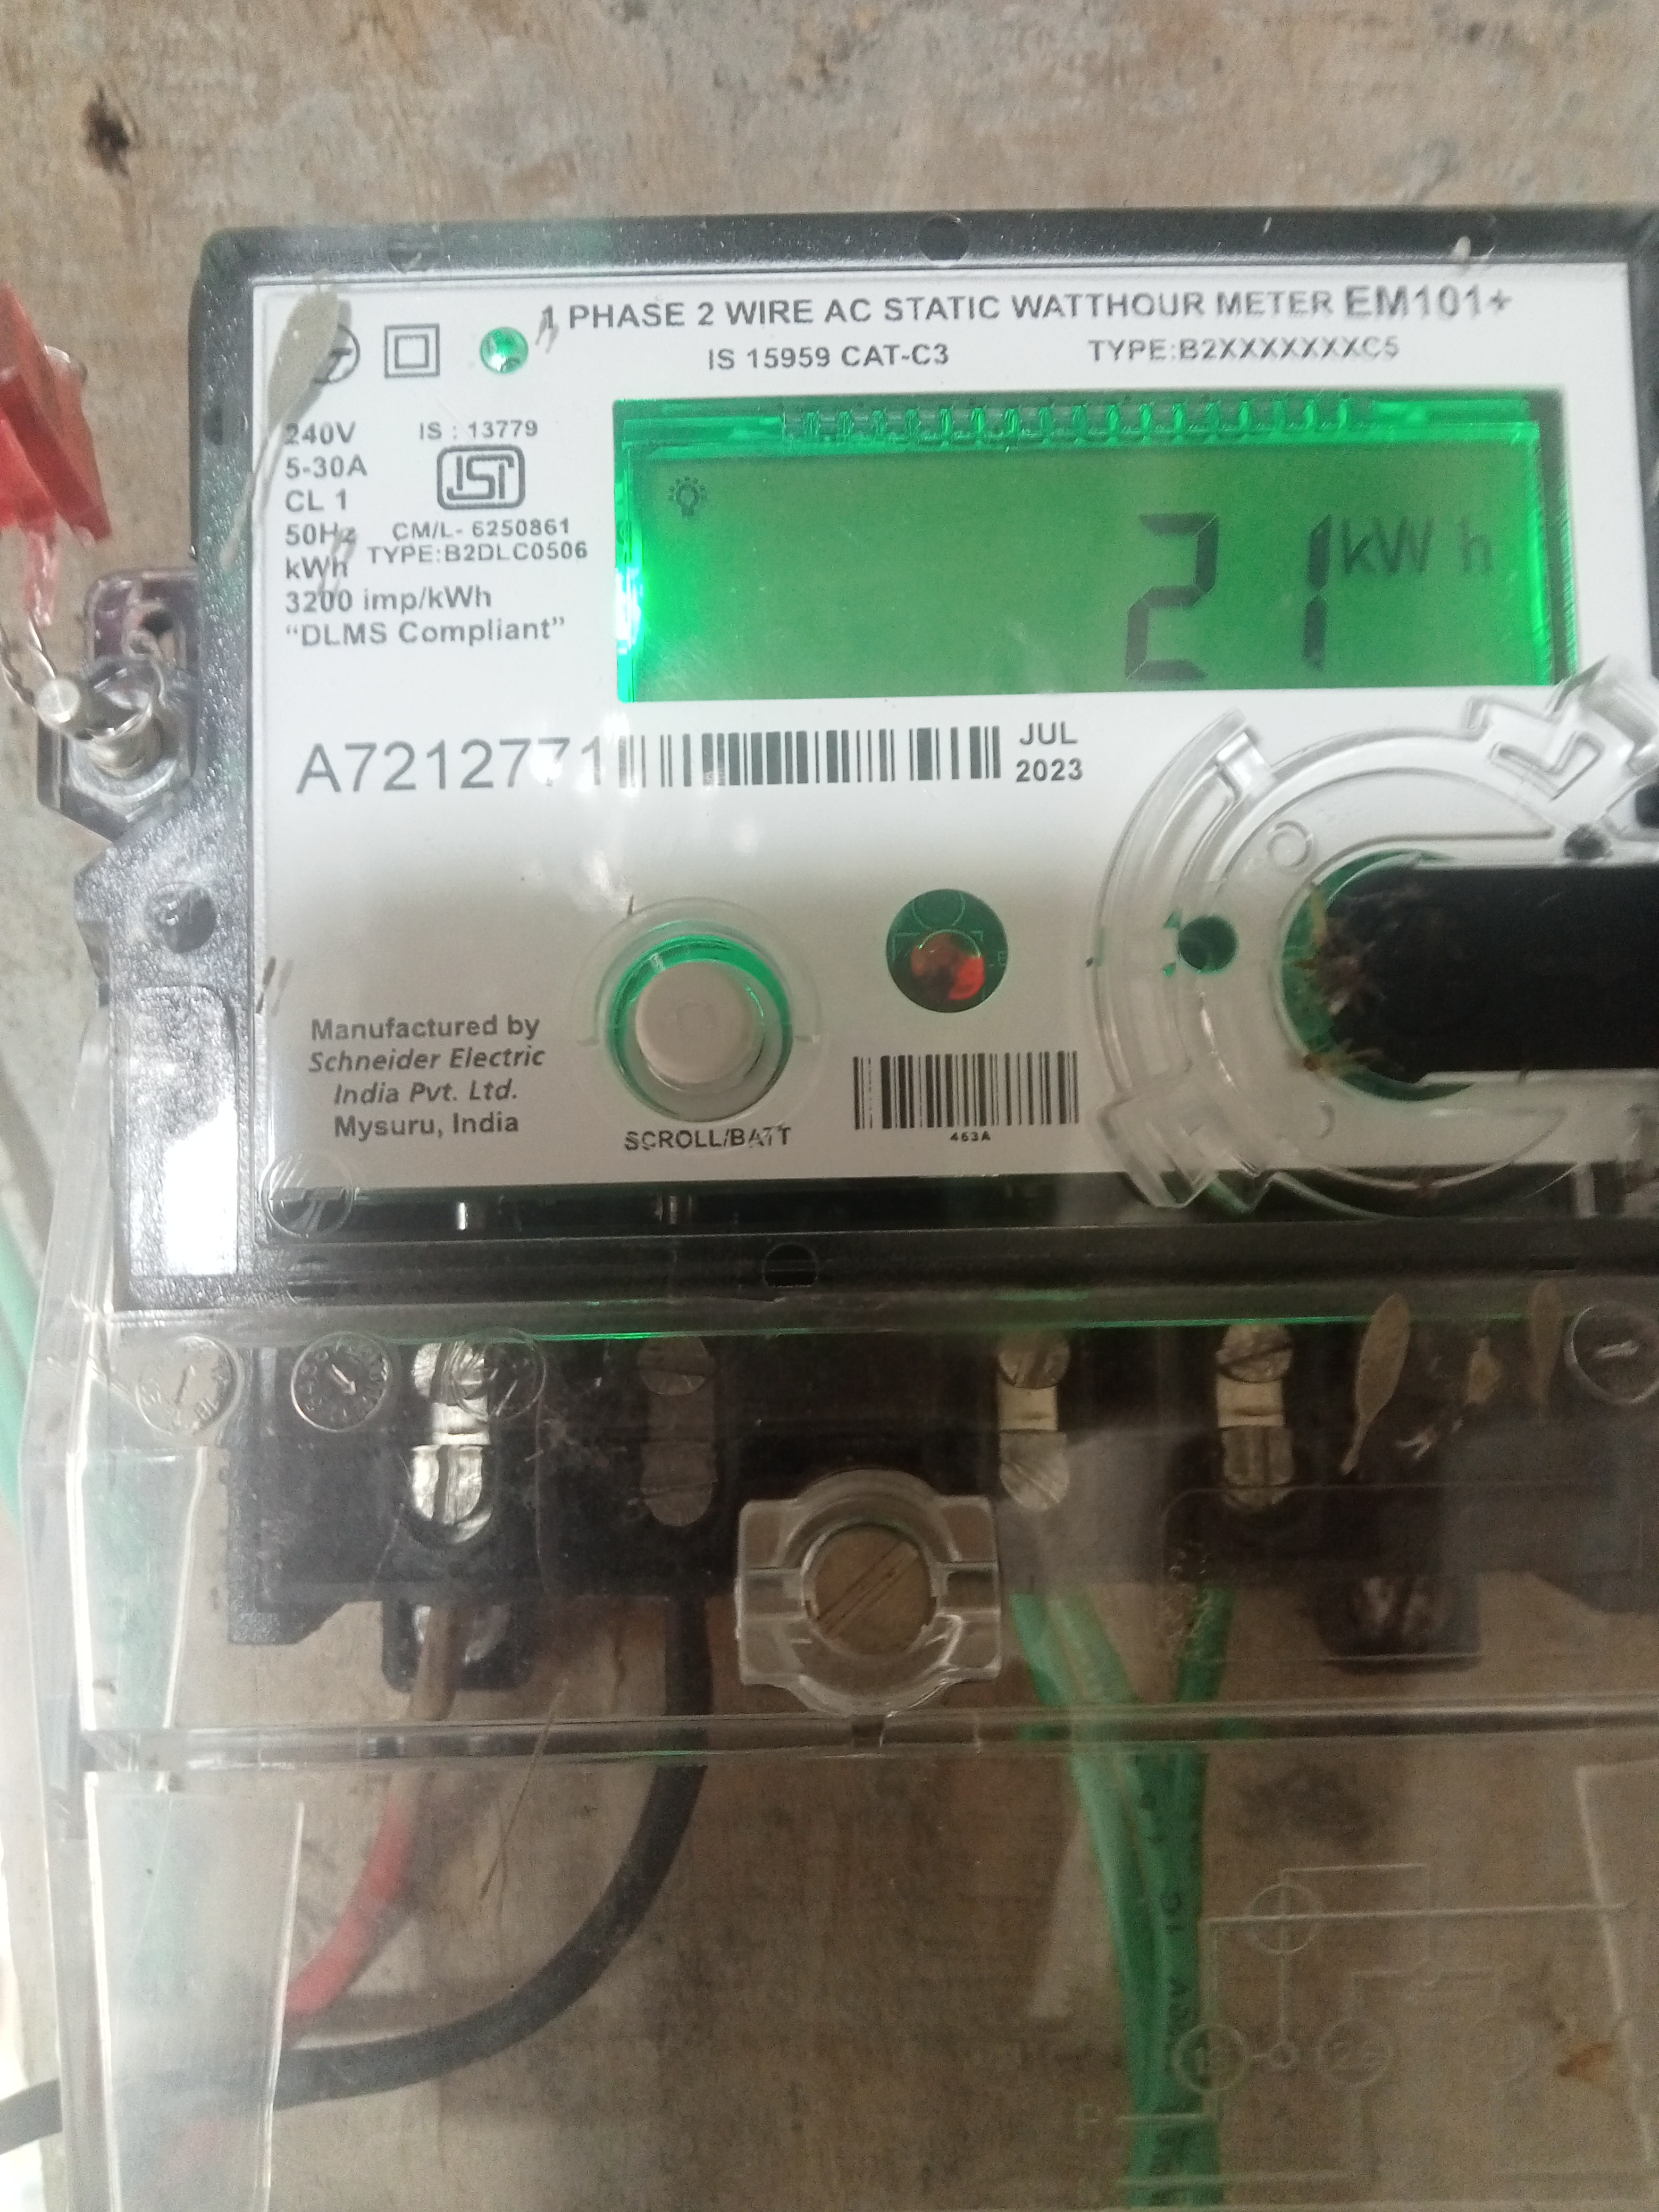 1 PHASE 2 WIRE AC STATIC WATTHOUR METER EM101+
IS 15959 CAT-C3
TYPE:B2XXXXXXXC5
240V
5-30A
CL 1
50Hz
kWh
3200 imp/kWh
"DLMS Compliant"
IS : 13779
ISI
CM/L- 6250861
TYPE:B2DLC0506
21 kWh
A7212771
JUL
2023
Manufactured by
Schneider Electric
India Pvt. Ltd.
Mysuru, India
SCROLL/BATT
463A